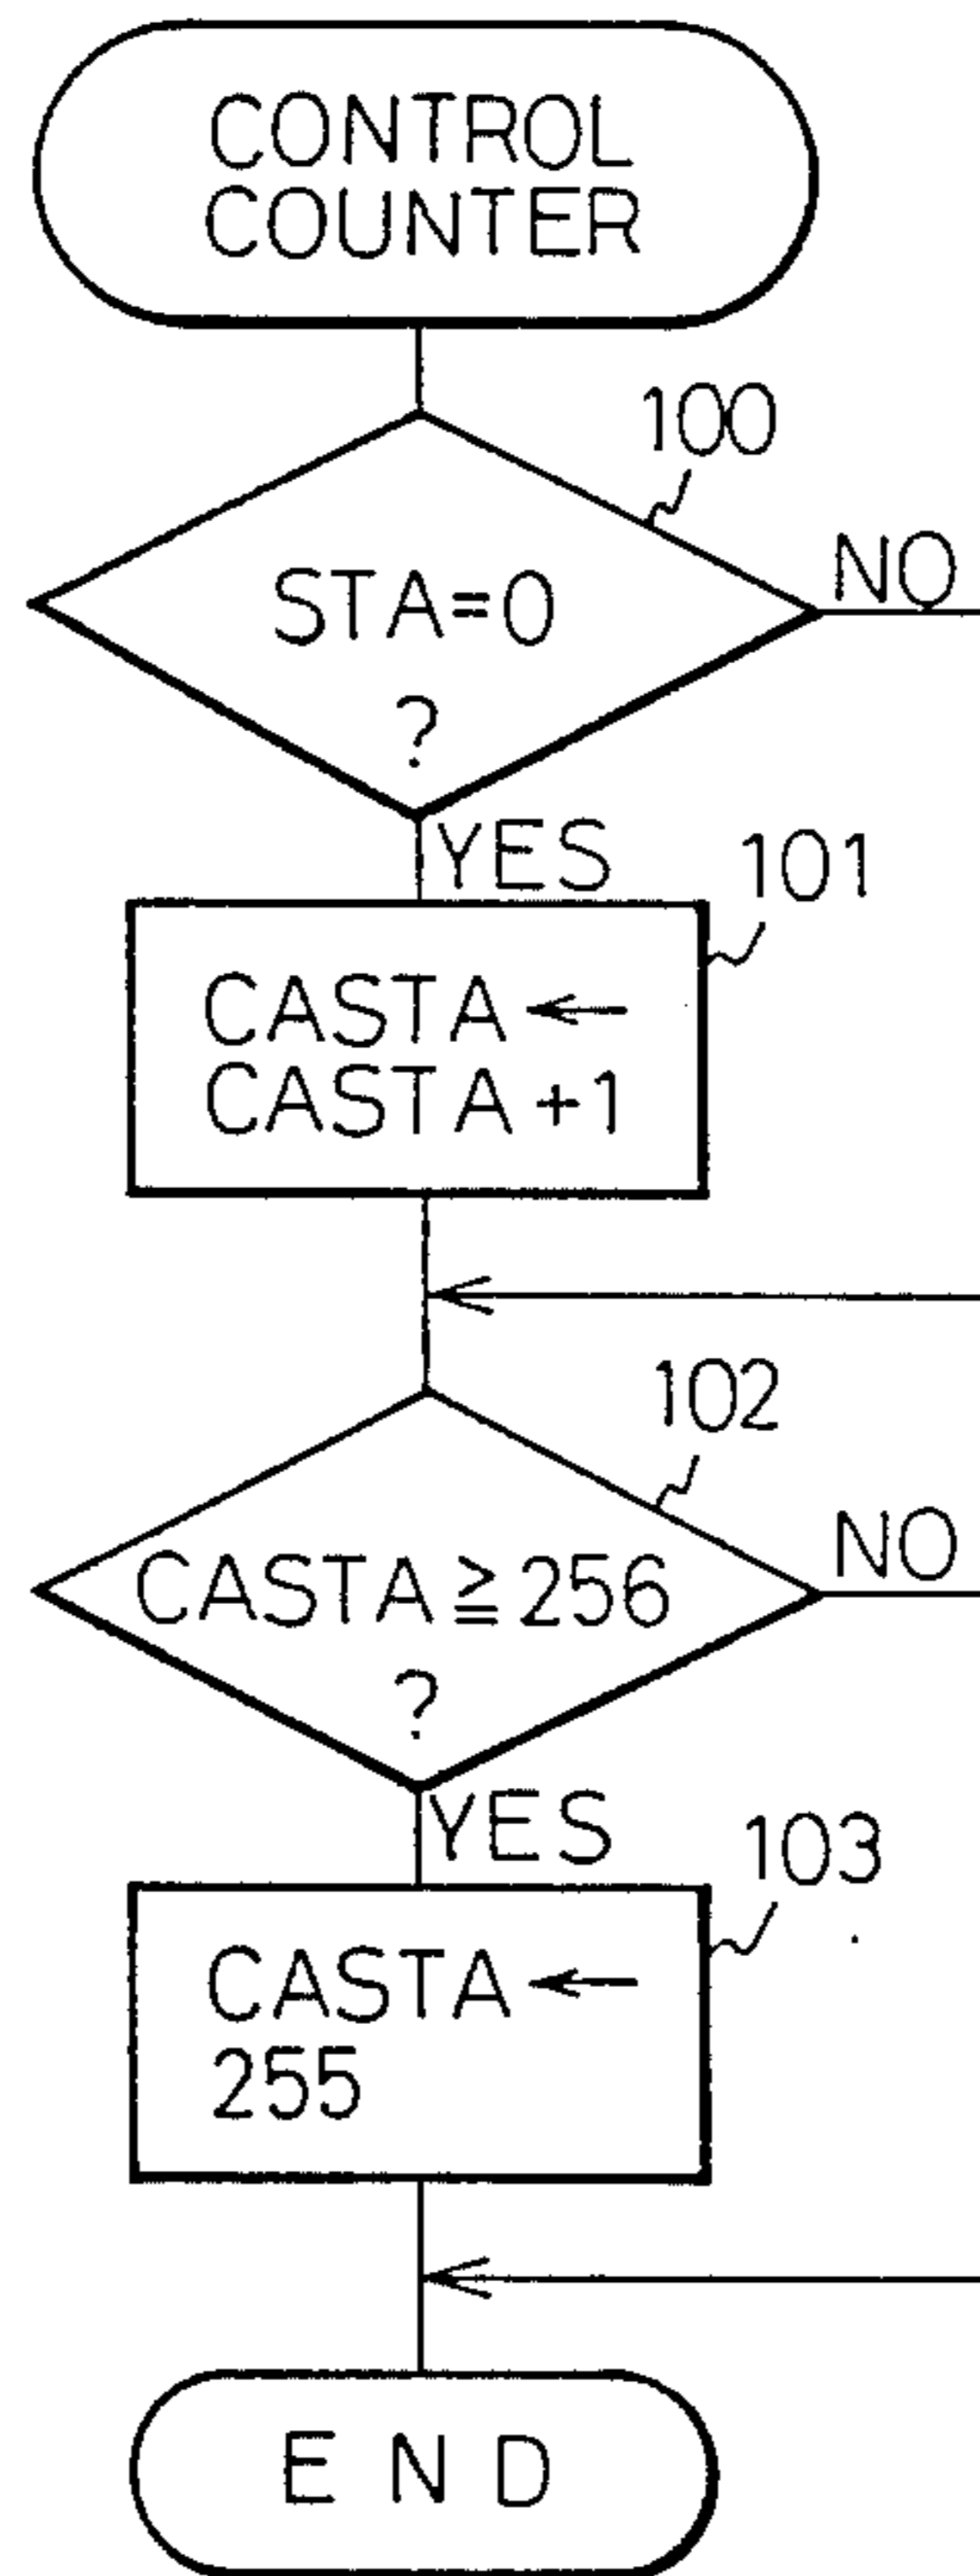 CONTROL
COUNTER
100
STA=0
?
NO
YES
101
CASTA ←
CASTA +1
102
CASTA ≧ 256
?
NO
YES
103
CASTA ←
255
END